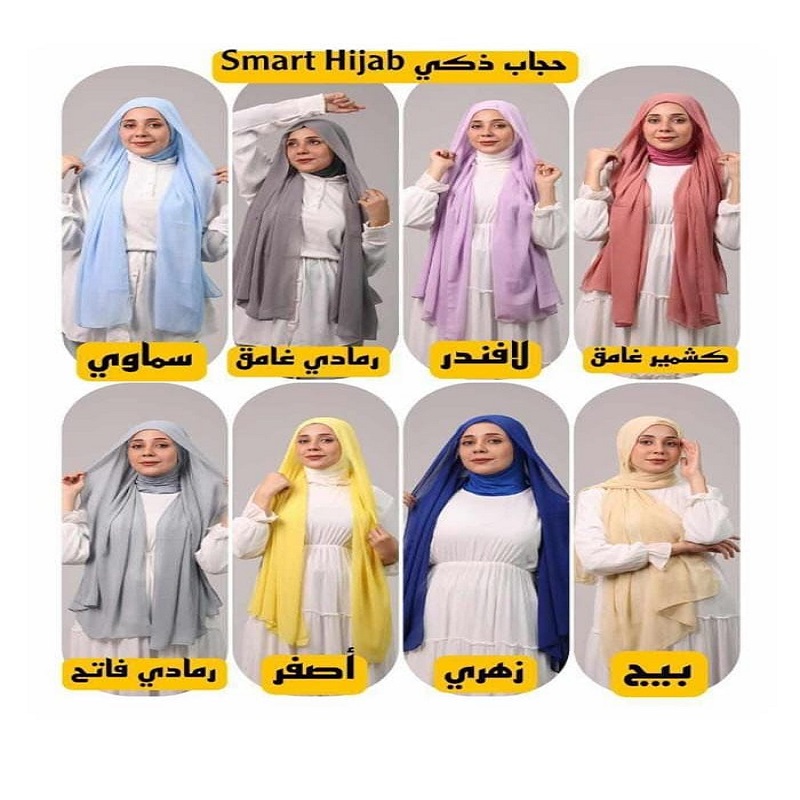 حجاب ذكي Smart Hijab
سماوي
رمادي غامق
لافندر
كشمير غامق
رمادي فاتح
أصفر
زهري
بيج